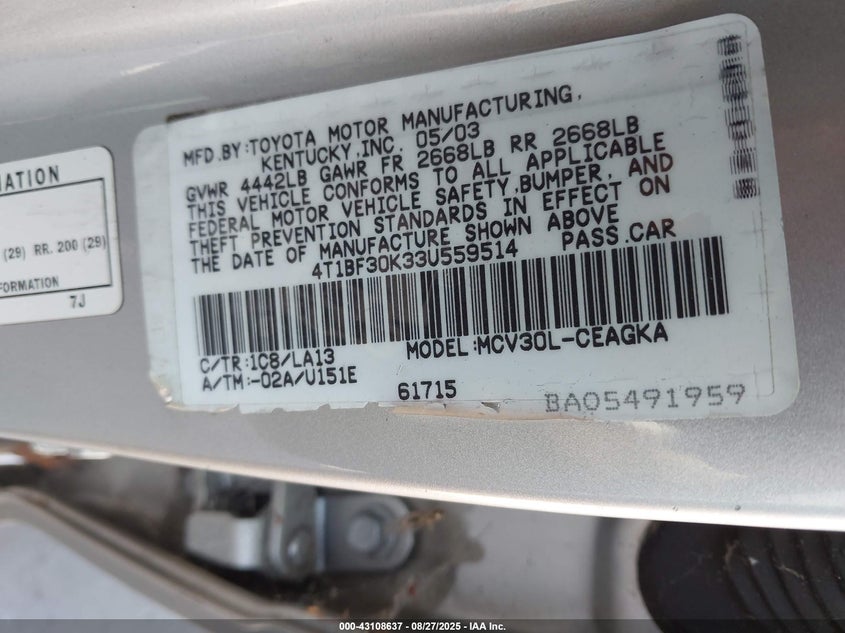 MFD.BY:TOYOTA MOTOR MANUFACTURING,
KENTUCKY,INC. 05/03
GVWR 4442LB GAWR FR 2668LB RR 2668LB
THIS VEHICLE CONFORMS TO ALL APPLICABLE
FEDERAL MOTOR VEHICLE SAFETY,BUMPER, AND
THEFT PREVENTION STANDARDS IN EFFECT ON
THE DATE OF MANUFACTURE SHOWN ABOVE
4T1BF30K33U559514 PASS.CAR
C/TR:1C8/LA13 MODEL:MCV30L-CEAGKA
A/TM:-02A/U151E
61715
BA05491959
MATION
(29) RR. 200 (29)
FORMATION
7J
000-43108637 - 08/27/2025 - IAA Inc.